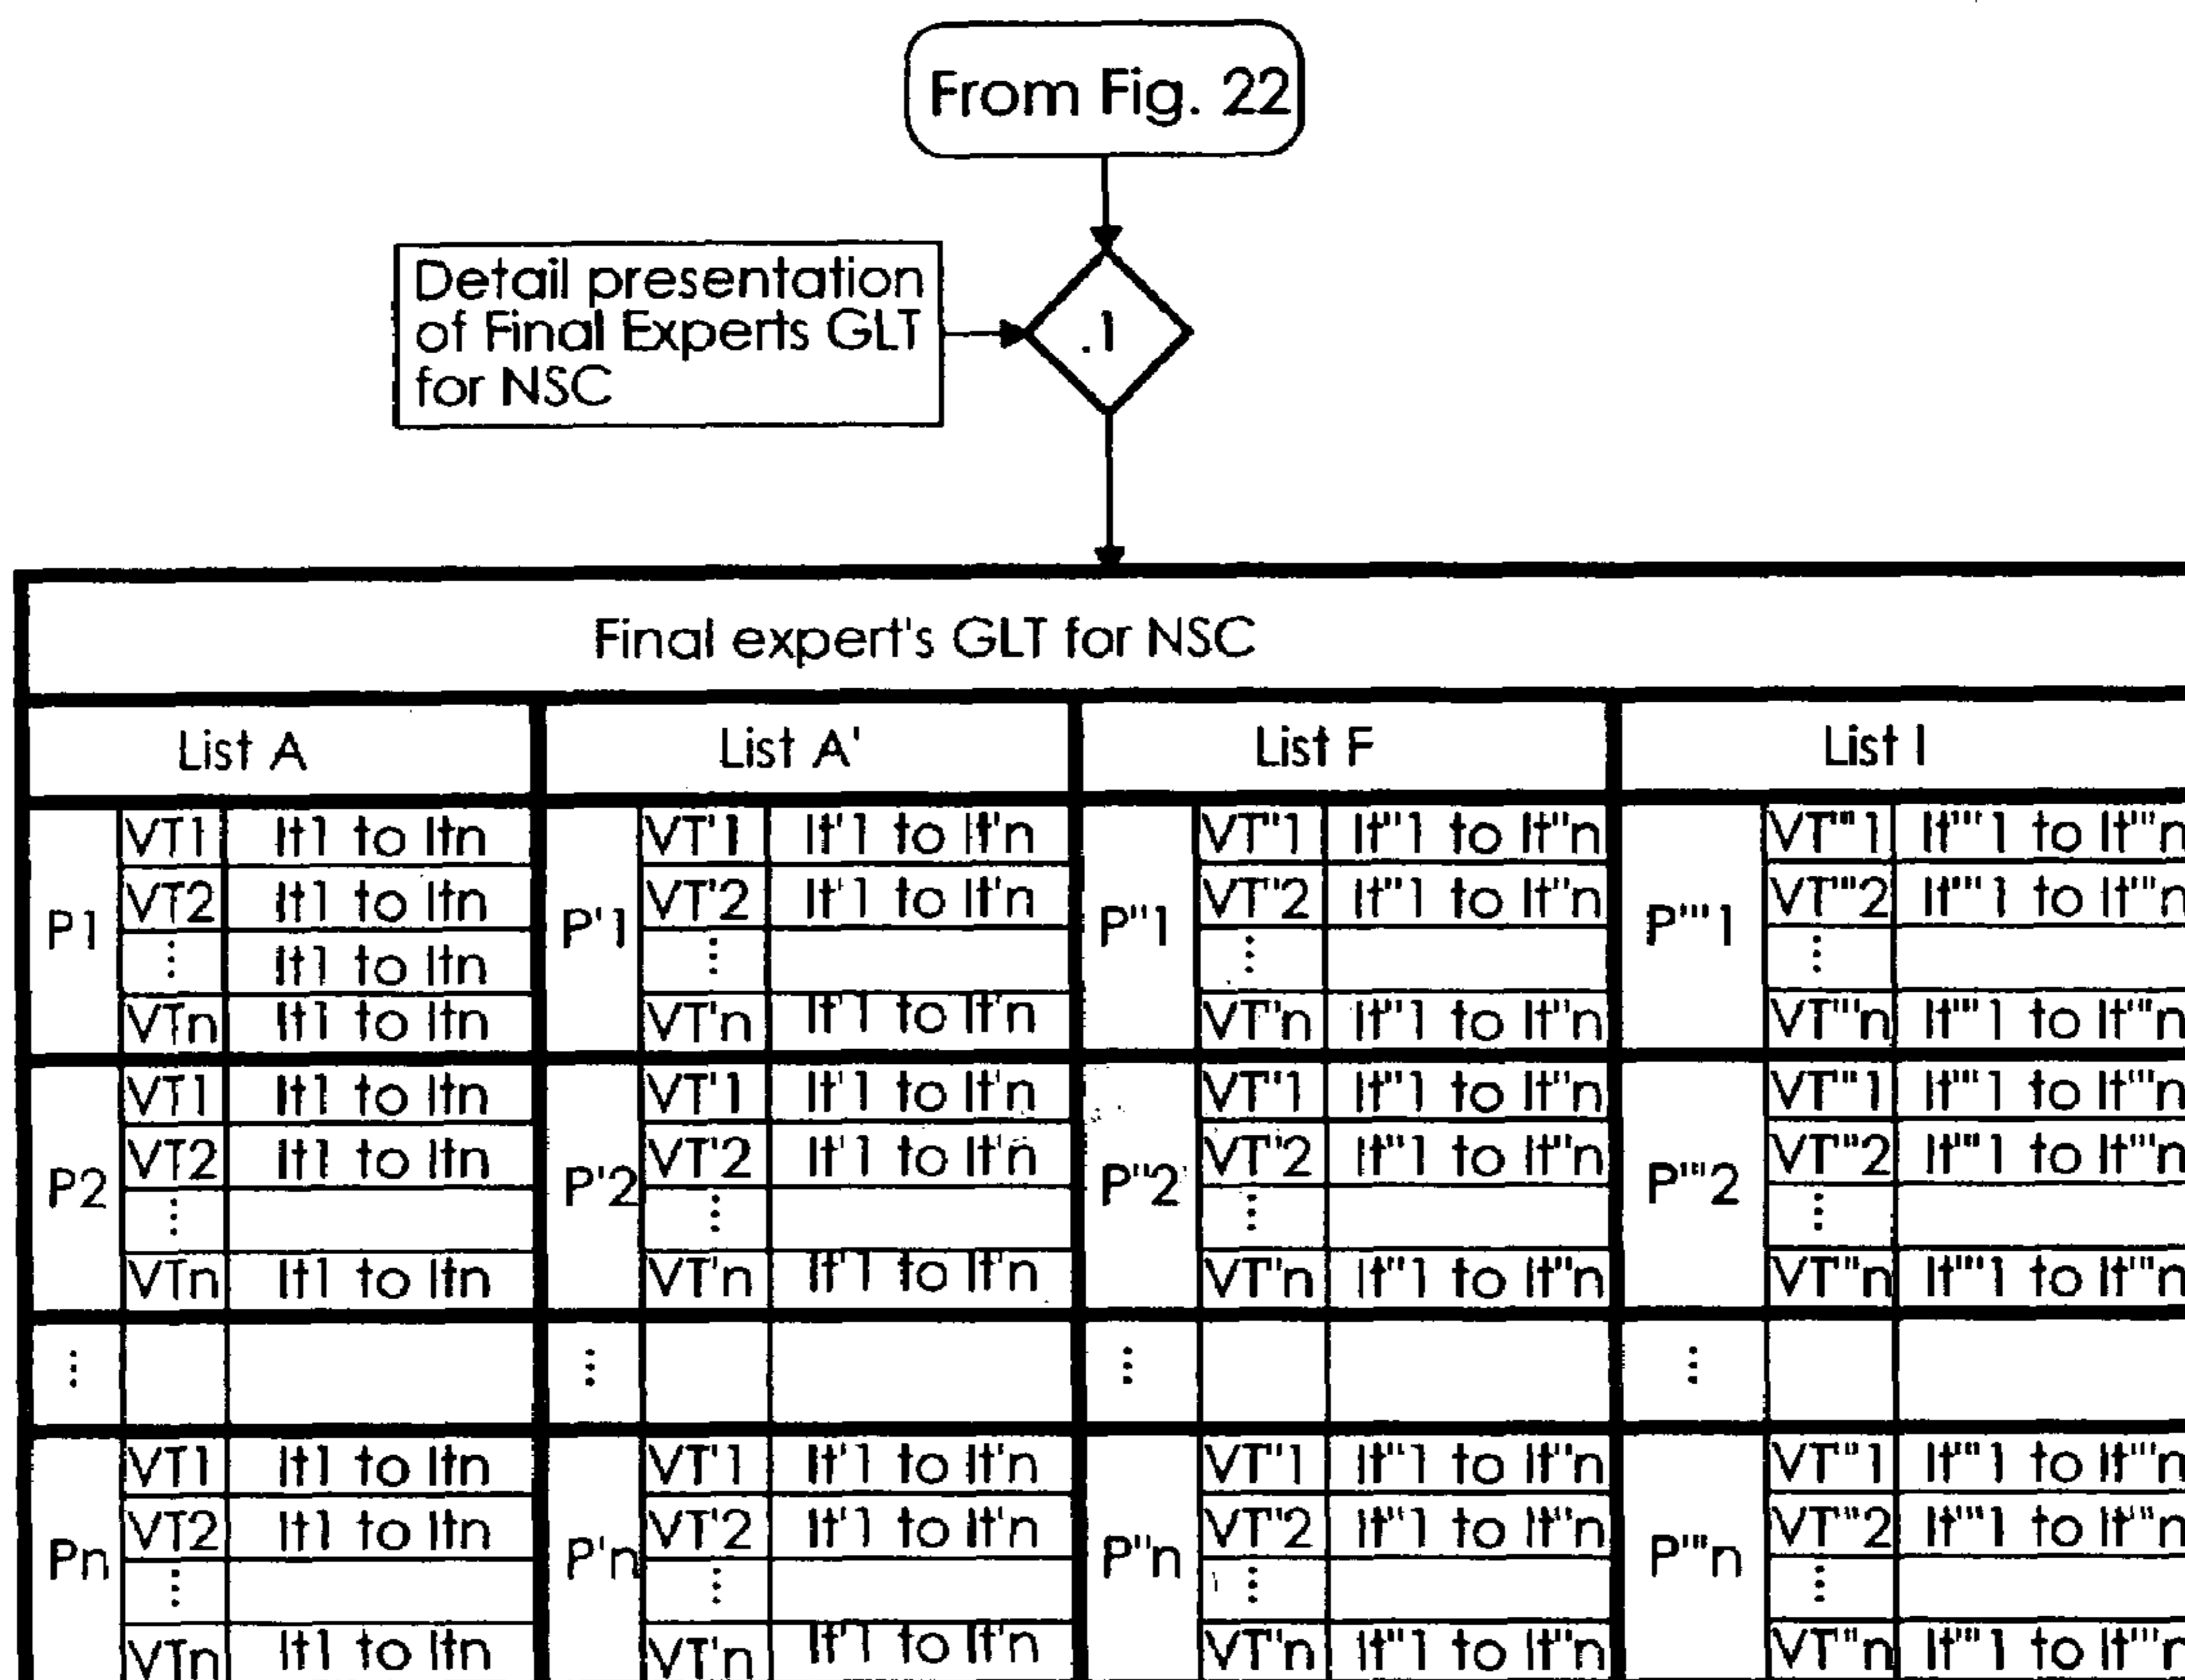 From Fig. 22
Detail presentation
of Final Experts GLT
for NSC
.1
Final expert's GLT for NSC
List A List A' List F List I
VT1 It1 to Itn VT'1 It'1 to It'n VT"1 It"1 to It"n VT'"1 It'"1 to It'"n
P1 VT2 It1 to Itn P'1 VT'2 It'1 to It'n P"1 VT"2 It"1 to It"n P'"1 VT'"2 It'"1 to It'"n
⋮ It1 to Itn ⋮ ⋮ ⋮
VTn It1 to Itn VT'n It'1 to It'n VT"n It"1 to It"n VT'"n It'"1 to It'"n
VT1 It1 to Itn VT'1 It'1 to It'n VT"1 It"1 to It"n VT'"1 It'"1 to It'"n
P2 VT2 It1 to Itn P'2 VT'2 It'1 to It'n P"2 VT"2 It"1 to It"n P'"2 VT'"2 It'"1 to It'"n
⋮ ⋮ ⋮ ⋮
VTn It1 to Itn VT'n It'1 to It'n VT"n It"1 to It"n VT'"n It'"1 to It'"n
⋮ ⋮ ⋮ ⋮
VT1 It1 to Itn VT'1 It'1 to It'n VT"1 It"1 to It"n VT'"1 It'"1 to It'"n
Pn VT2 It1 to Itn P'n VT'2 It'1 to It'n P"n VT"2 It"1 to It"n P'"n VT'"2 It'"1 to It'"n
⋮ ⋮ ⋮ ⋮
VTn It1 to Itn VT'n It'1 to It'n VT"n It"1 to It"n VT'"n It'"1 to It'"n